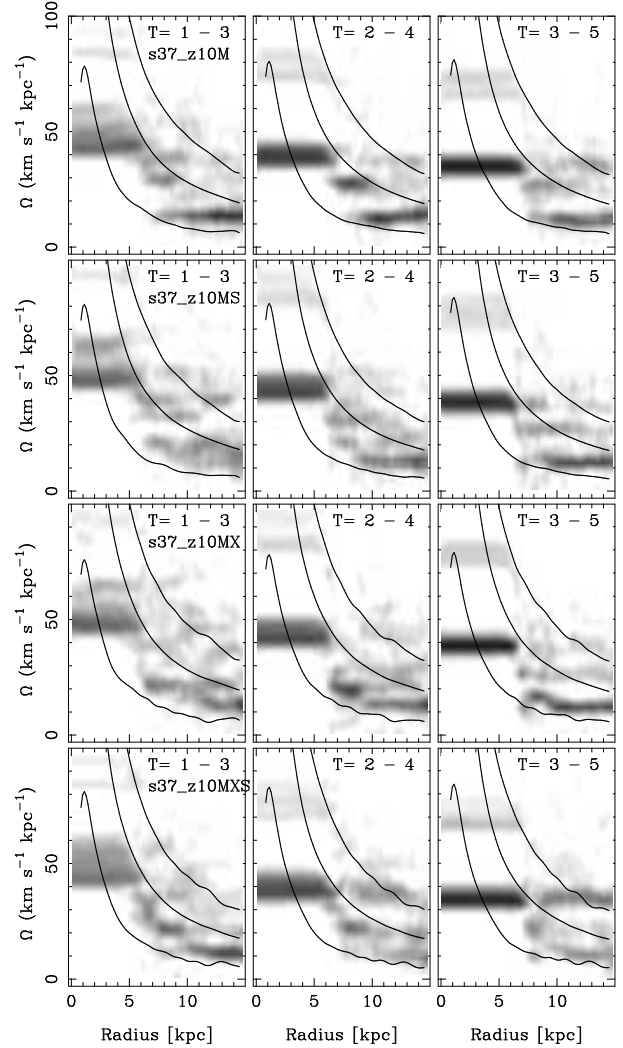 100
T= 1 - 3
T= 2 - 4
T= 3 - 5
s37_z10M
50
0
Ω (km s⁻¹ kpc⁻¹)
T= 1 - 3
T= 2 - 4
T= 3 - 5
s37_z10MS
50
0
Ω (km s⁻¹ kpc⁻¹)
T= 1 - 3
T= 2 - 4
T= 3 - 5
s37_z10MX
50
0
Ω (km s⁻¹ kpc⁻¹)
T= 1 - 3
T= 2 - 4
T= 3 - 5
s37_z10MXS
50
0
Ω (km s⁻¹ kpc⁻¹)
0 5 10 0 5 10 0 5 10
Radius [kpc] Radius [kpc] Radius [kpc]